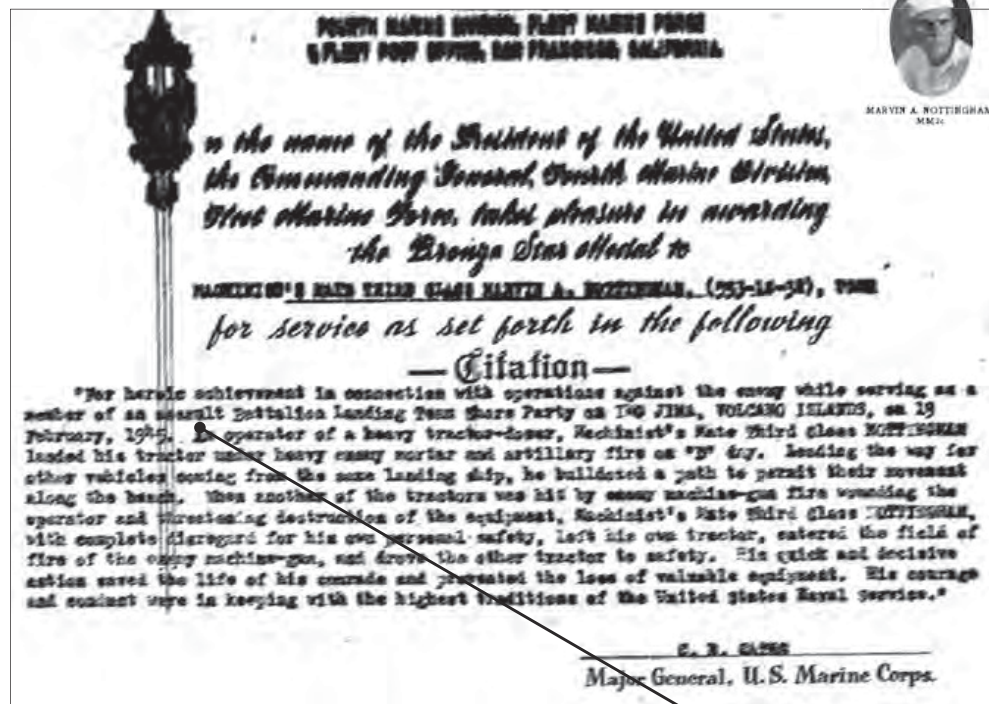 FOURTH MARINE DIVISION, FLEET MARINE FORCE
FLEET POST OFFICE, SAN FRANCISCO, CALIFORNIA
MARVIN A. NOTTINGHAM
n the name of the President of the United States,
the Commanding General, Fourth Marine Division,
Fleet Marine Force, takes pleasure in awarding
the Bronze Star Medal to
MACHINIST'S MATE THIRD CLASS MARVIN A. NOTTINGHAM,
for service as set forth in the following
Citation
"For heroic achievement in connection with operations against the enemy while serving as a
member of an assault Battalion Landing Team Shore Party on IWO JIMA, VOLCANO ISLANDS, on 19
February, 1945. As operator of a heavy tractor-dozer, Machinist's Mate Third Class NOTTINGHAM
landed his tractor under heavy enemy mortar and artillery fire on "D" day. Leading the way for
other vehicles coming from the same landing ship, he bulldozed a path to permit their movement
along the beach. When another of the tractors was hit by enemy machine-gun fire wounding the
operator and threatening destruction of the equipment, Machinist's Mate Third Class NOTTINGHAM,
with complete disregard for his own personal safety, left his own tractor, entered the field of
fire of the enemy machine-gun, and drove the other tractor to safety. His quick and decisive
action saved the life of his comrade and prevented the loss of valuable equipment. His courage
and conduct were in keeping with the highest traditions of the United States Naval Service."
Major General, U.S. Marine Corps.